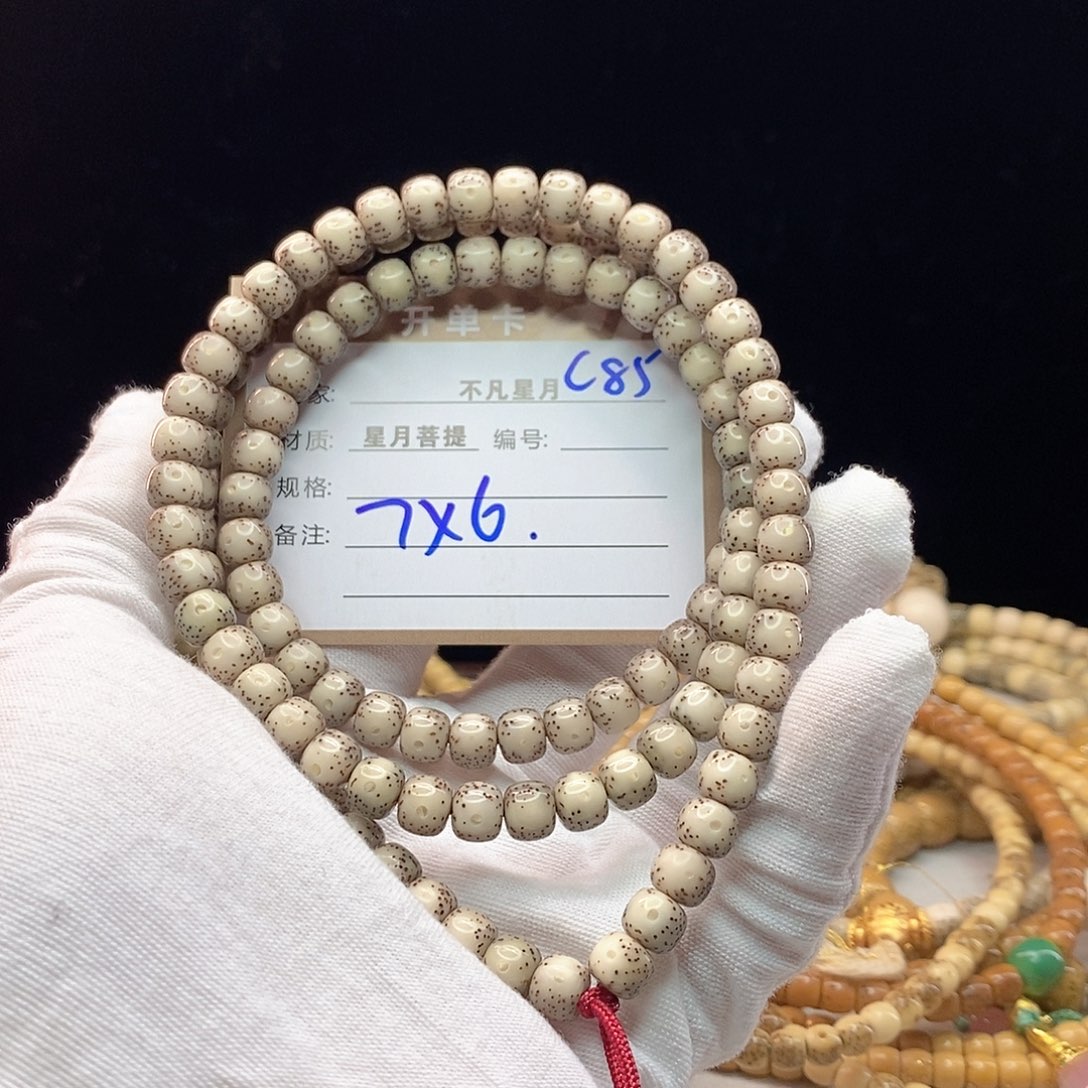 开单卡
家: 不凡星月 C85
材质: 星月菩提 编号:
规格:
7X6.
备注: